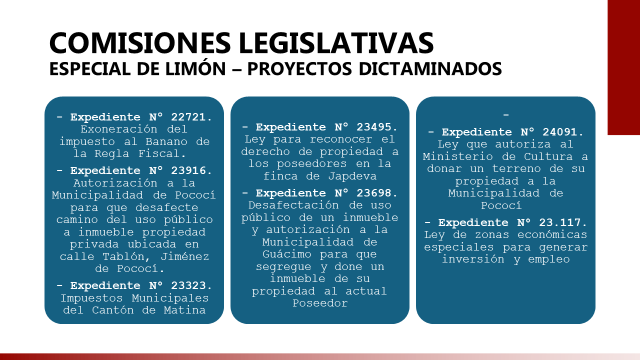 COMISIONES LEGISLATIVAS
ESPECIAL DE LIMÓN – PROYECTOS DICTAMINADOS
- Expediente N° 22721.
Exoneración del
impuesto al Banano de
la Regla Fiscal.
- Expediente N° 23916.
Autorización a la
Municipalidad de Pococí
para que desafecte
camino del uso público
a inmueble propiedad
privada ubicada en
calle Tablón, Jiménez
de Pococí.
- Expediente N° 23323.
Impuestos Municipales
del Cantón de Matina
- Expediente N° 23495.
Ley para reconocer el
derecho de propiedad a
los poseedores en la
finca de Japdeva
- Expediente N° 23698.
Desafectación de uso
público de un inmueble
y autorización a la
Municipalidad de
Guácimo para que
segregue y done un
inmueble de su
propiedad al actual
Poseedor
-
- Expediente N° 24091.
Ley que autoriza al
Ministerio de Cultura a
donar un terreno de su
propiedad a la
Municipalidad de
Pococí
- Expediente N° 23.117.
Ley de zonas económicas
especiales para generar
inversión y empleo